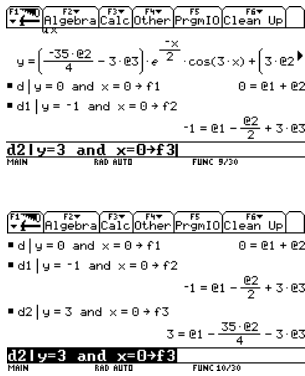 F1 F2▾ F3▾ F4▾ F5 F6▾
Algebra Calc Other PrgmIO Clean Up
dx
y = (-35·@2/4 - 3·@3)·e^(-x/2)·cos(3·x)+(3·@2▸
■ d | y = 0 and x = 0 → f1 0 = @1 + @2
■ d1 | y = -1 and x = 0 → f2
-1 = @1 - @2/2 + 3·@3
d2|y=3 and x=0→f3
MAIN RAD AUTO FUNC 9/30
F1 F2▾ F3▾ F4▾ F5 F6▾
Algebra Calc Other PrgmIO Clean Up
■ d | y = 0 and x = 0 → f1 0 = @1 + @2
■ d1 | y = -1 and x = 0 → f2
-1 = @1 - @2/2 + 3·@3
■ d2 | y = 3 and x = 0 → f3
3 = @1 - 35·@2/4 - 3·@3
d2|y=3 and x=0→f3
MAIN RAD AUTO FUNC 10/30